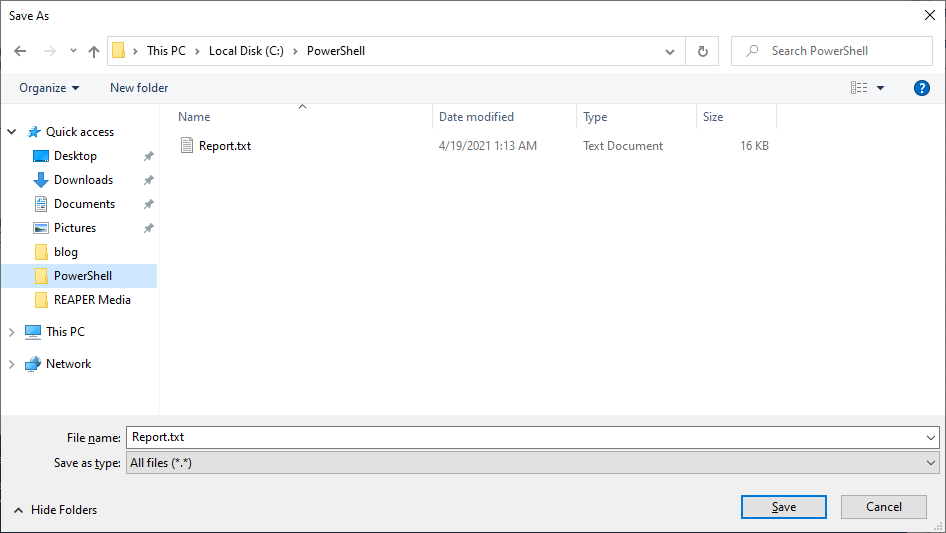 Save As
This PC > Local Disk (C:) > PowerShell
Search PowerShell
Organize
New folder
?
Name Date modified Type Size
Report.txt 4/19/2021 1:13 AM Text Document 16 KB
Quick access
Desktop
Downloads
Documents
Pictures
blog
PowerShell
REAPER Media
This PC
Network
File name: Report.txt
Save as type: All files (*.*)
Hide Folders
Save
Cancel